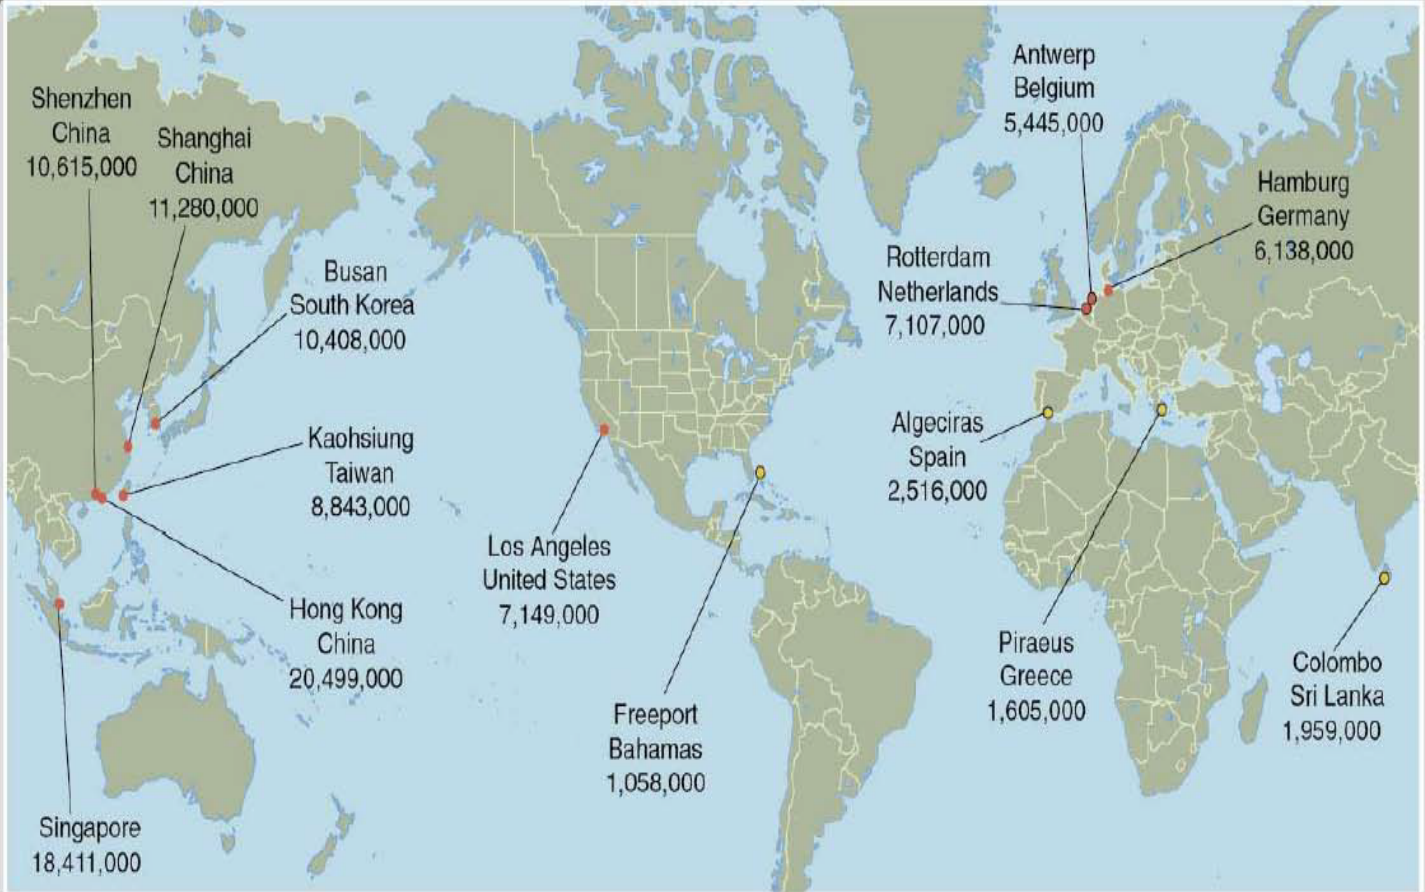 Shenzhen
China
10,615,000
Shanghai
China
11,280,000
Busan
South Korea
10,408,000
Kaohsiung
Taiwan
8,843,000
Hong Kong
China
20,499,000
Singapore
18,411,000
Los Angeles
United States
7,149,000
Freeport
Bahamas
1,058,000
Antwerp
Belgium
5,445,000
Hamburg
Germany
6,138,000
Rotterdam
Netherlands
7,107,000
Algeciras
Spain
2,516,000
Piraeus
Greece
1,605,000
Colombo
Sri Lanka
1,959,000